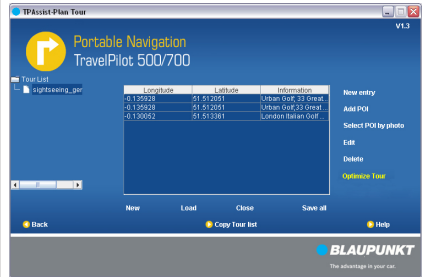 TPAssist-Plan Tour
V1.3
Portable Navigation
TravelPilot 500/700
Tour List
sightseeing_ger
Longitude Latitude Information
-0.135928 51.512051 Urban Golf, 33 Great...
-0.135928 51.512051 Urban Golf,33 Great...
-0.130052 51.513361 London Italian Golf ...
New entry
Add POI
Select POI by photo
Edit
Delete
Optimize Tour
New Load Close Save all
Back Copy Tour list Help
BLAUPUNKT
The advantage in your car.